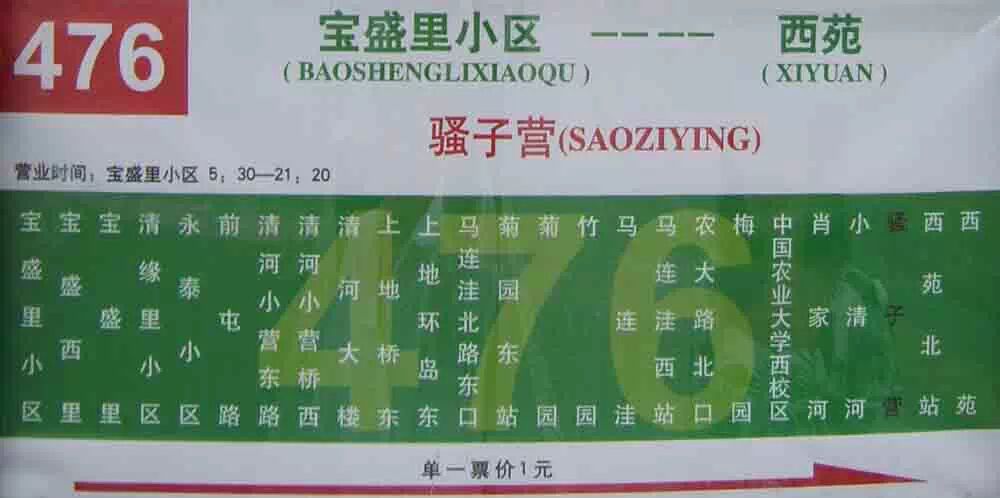 476
宝盛里小区 ———— 西苑
(BAOSHENGLIXIAOQU) (XIYUAN)
骚子营(SAOZIYING)
营业时间：宝盛里小区 5：30—21：20
476
宝盛里小区
宝盛西里
宝盛里
清缘里小区
永泰小区
前屯路
清河小营东路
清河小营桥西
清河大楼
上地桥东
上地环岛东
马连洼北路东口
菊园东站
菊园
竹园
马连洼
马连洼西站
农大路北口
梅园
中国农业大学西校区
肖家河
小清河
骚子营
西苑北站
西苑
单一票价1元